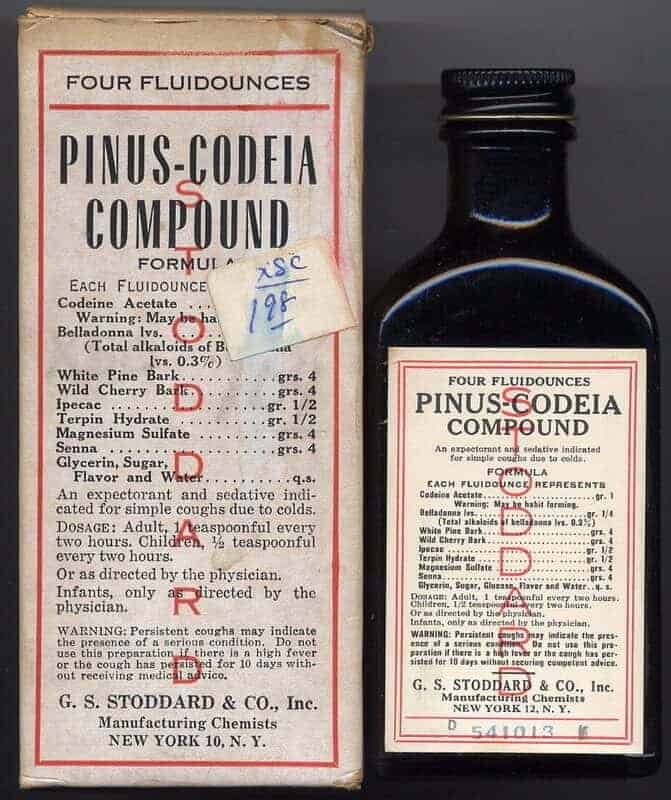 FOUR FLUIDOUNCES
PINUS-CODEIA
COMPOUND
FORMULA
EACH FLUIDOUNCE
Codeine Acetate . .
Warning: May be
Belladonna lvs. . . . . . .
(Total alkaloids of
lvs. 0.3%)
White Pine Bark...........grs. 4
Wild Cherry Bark..........grs. 4
Ipecac ..................gr. 1/2
Terpin Hydrate ..........gr. 1/2
Magnesium Sulfate ......grs. 4
Senna ..................grs. 4
Glycerin, Sugar,
Flavor and Water.........q.s.
An expectorant and sedative indi-
cated for simple coughs due to colds.
DOSAGE: Adult, 1 teaspoonful every
two hours. Children, ½ teaspoonful
every two hours.
Or as directed by the physician.
Infants, only as directed by the
physician.
WARNING: Persistent coughs may indicate
the presence of a serious condition. Do not
use this preparation if there is a high fever
or the cough has persisted for 10 days with-
out receiving medical advice.
G. S. STODDARD & CO., Inc.
Manufacturing Chemists
NEW YORK 10, N. Y.
STODDARD
198
FOUR FLUIDOUNCES
PINUS-CODEIA
COMPOUND
An expectorant and sedative indicated
for simple coughs due to colds.
FORMULA
EACH FLUIDOUNCE REPRESENTS
Codeine Acetate....................gr. 1
Warning: May be habit forming.
Belladonna lvs.....................gr. 1/4
(Total alkaloids of belladonna lvs. 0.3%)
White Pine Bark....................grs. 4
Wild Cherry Bark...................grs. 4
Ipecac .............................gr. 1/2
Terpin Hydrate .....................gr. 1/2
Magnesium Sulfate ..................grs. 4
Senna..............................grs. 4
Glycerin, Sugar, Glucose, Flavor and Water..q. s.
DOSAGE: Adult, 1 teaspoonful every two hours.
Children, 1/2 teaspoonful every two hours.
Or as directed by the physician.
Infants, only as directed by the physician.
WARNING: Persistent coughs may indicate the pres-
ence of a serious condition. Do not use this prep-
aration if there is a high fever or the cough has per-
sisted for 10 days without securing competent advice.
G. S. STODDARD & CO., Inc.
Manufacturing Chemists
NEW YORK 12, N. Y.
STODDARD
D 541013